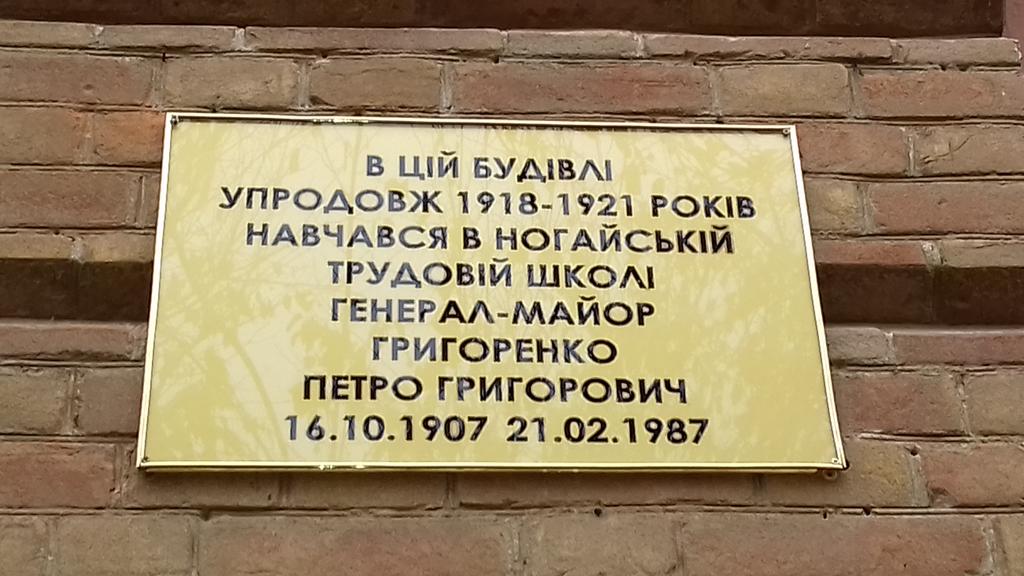 В ЦІЙ БУДІВЛІ
УПРОДОВЖ 1918-1921 РОКІВ
НАВЧАВСЯ В НОГАЙСЬКІЙ
ТРУДОВІЙ ШКОЛІ
ГЕНЕРАЛ-МАЙОР
ГРИГОРЕНКО
ПЕТРО ГРИГОРОВИЧ
16.10.1907 21.02.1987